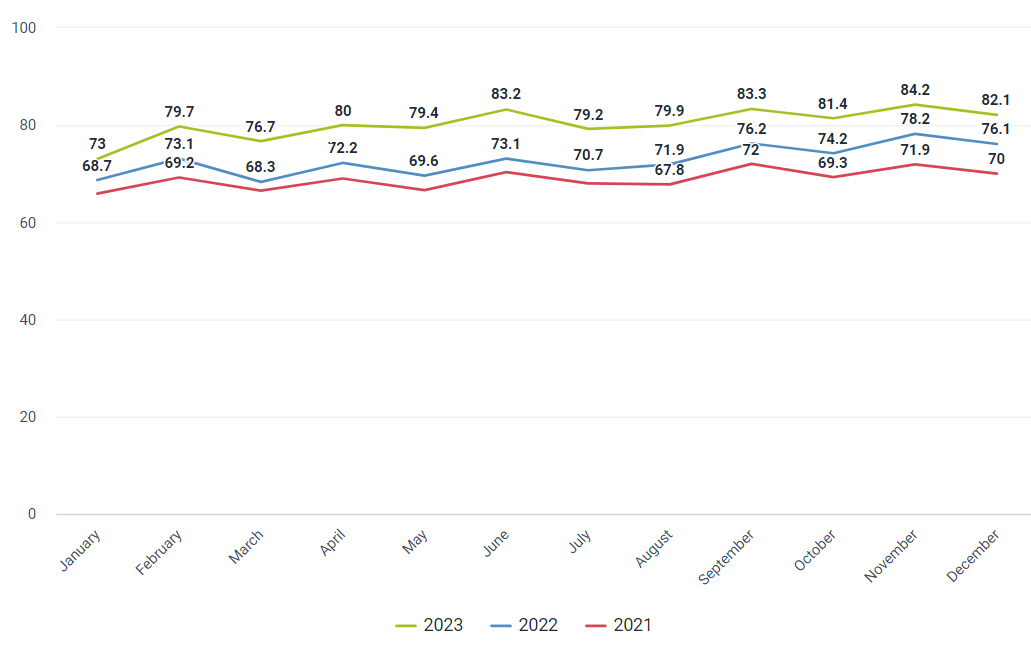 100
80
60
40
20
0
73 79.7 76.7 80 79.4 83.2 79.2 79.9 83.3 81.4 84.2 82.1
68.7 73.1 68.3 72.2 69.6 73.1 70.7 71.9 76.2 74.2 78.2 76.1
69.2 67.8 72 69.3 71.9 70
January February March April May June July August September October November December
2023 2022 2021